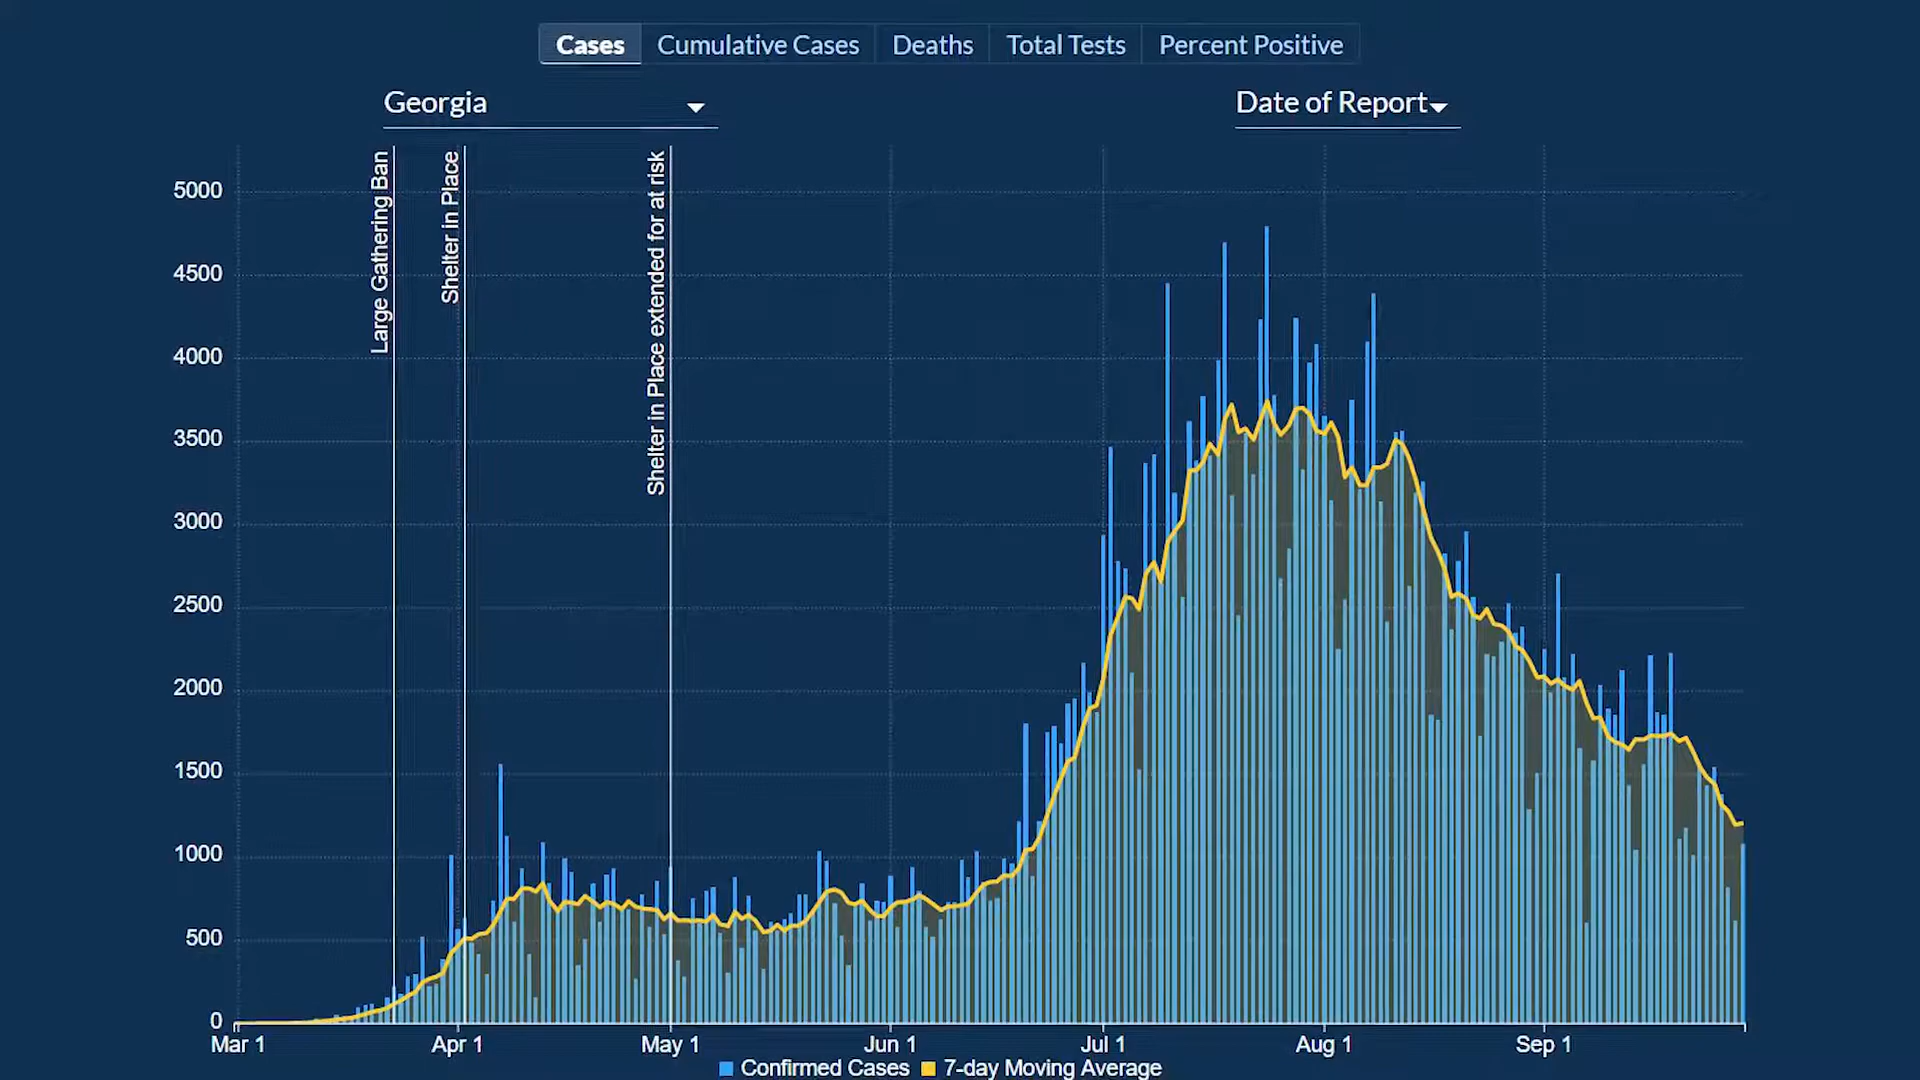 Cases Cumulative Cases Deaths Total Tests Percent Positive
Georgia
Date of Report
Large Gathering Ban
Shelter in Place
Shelter in Place extended for at risk
5000
4500
4000
3500
3000
2500
2000
1500
1000
500
0
Mar 1 Apr 1 May 1 Jun 1 Jul 1 Aug 1 Sep 1
Confirmed Cases 7-day Moving Average